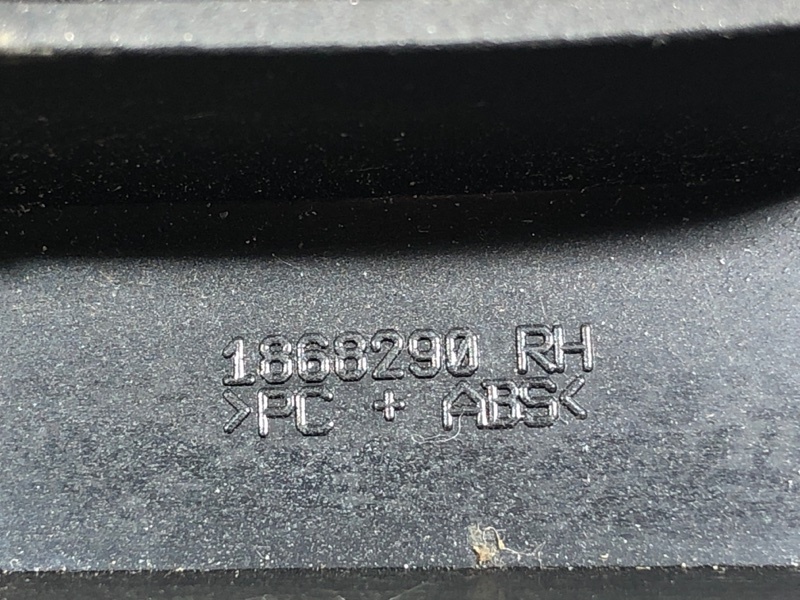 1868290 RH
>PC + ABS<